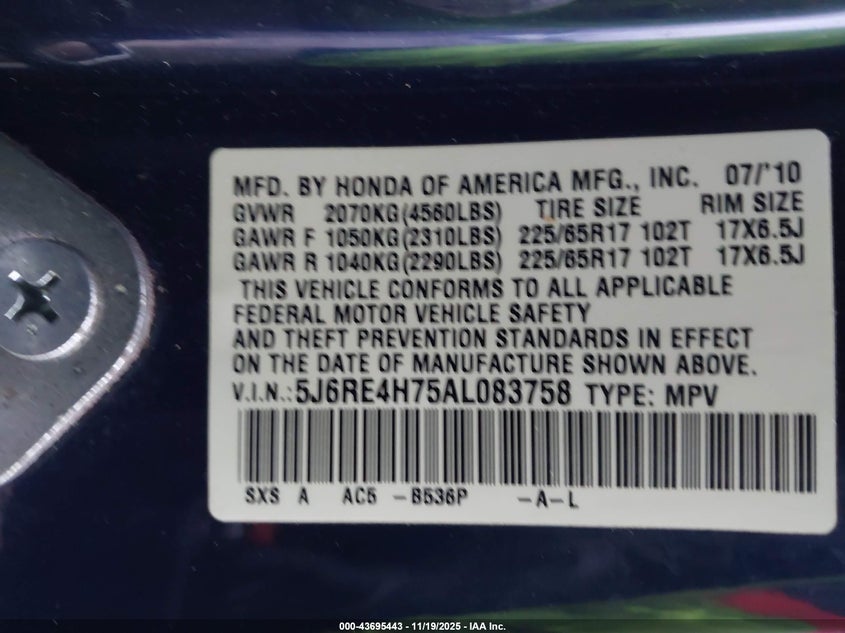 MFD. BY HONDA OF AMERICA MFG., INC. 07/'10
GVWR 2070KG(4560LBS) TIRE SIZE RIM SIZE
GAWR F 1050KG(2310LBS) 225/65R17 102T 17X6.5J
GAWR R 1040KG(2290LBS) 225/65R17 102T 17X6.5J
THIS VEHICLE CONFORMS TO ALL APPLICABLE
FEDERAL MOTOR VEHICLE SAFETY
AND THEFT PREVENTION STANDARDS IN EFFECT
ON THE DATE OF MANUFACTURE SHOWN ABOVE.
V.I.N.:5J6RE4H75AL083758 TYPE: MPV
SXS A AC5 -B536P -A-L
000-43695443 - 11/19/2025 - IAA Inc.